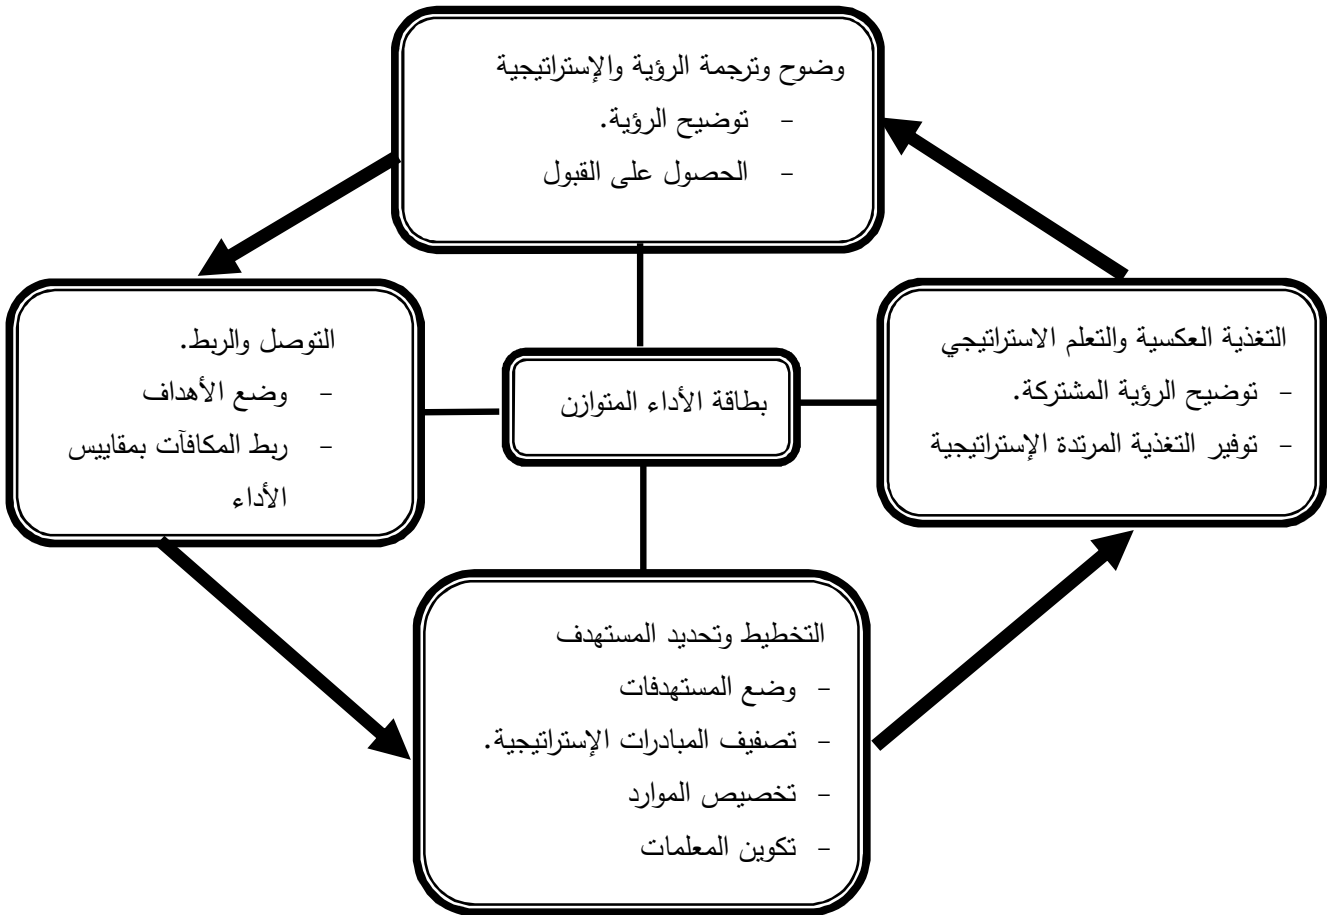 وضوح وترجمة الرؤية والإستراتيجية
- توضيح الرؤية.
- الحصول على القبول
التغذية العكسية والتعلم الاستراتيجي
- توضيح الرؤية المشتركة.
- توفير التغذية المرتدة الإستراتيجية
بطاقة الأداء المتوازن
التوصل والربط.
- وضع الأهداف
- ربط المكافآت بمقاييس
الأداء
التخطيط وتحديد المستهدف
- وضع المستهدفات
- تصفيف المبادرات الإستراتيجية.
- تخصيص الموارد
- تكوين المعلمات